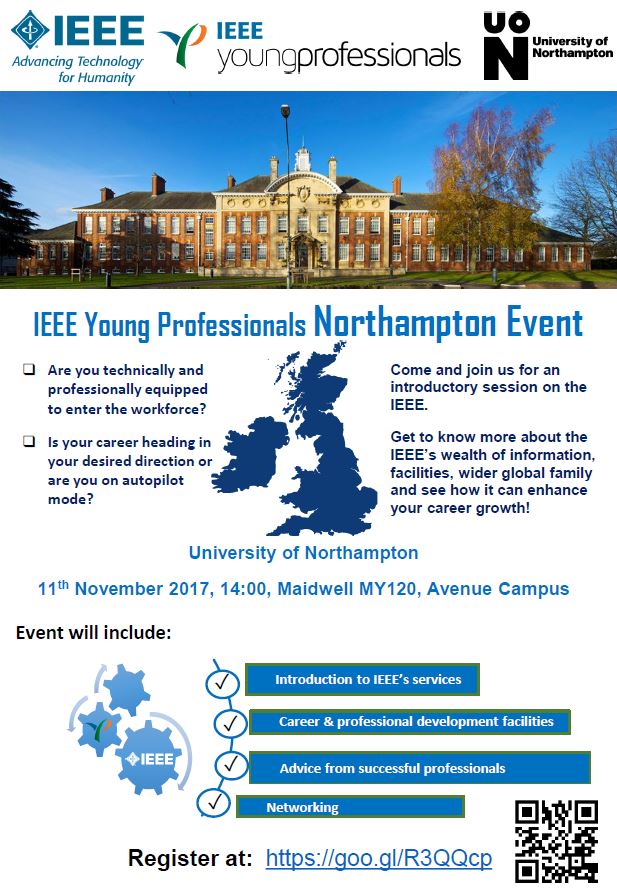 IEEE
Advancing Technology
for Humanity
IEEE
youngprofessionals
UON
University of
Northampton
IEEE Young Professionals Northampton Event
Are you technically and
professionally equipped
to enter the workforce?
Is your career heading in
your desired direction or
are you on autopilot
mode?
Come and join us for an
introductory session on the
IEEE.
Get to know more about the
IEEE's wealth of information,
facilities, wider global family
and see how it can enhance
your career growth!
University of Northampton
11th November 2017, 14:00, Maidwell MY120, Avenue Campus
Event will include:
IEEE
Introduction to IEEE's services
Career & professional development facilities
Advice from successful professionals
Networking
Register at: https://goo.gl/R3QQcp